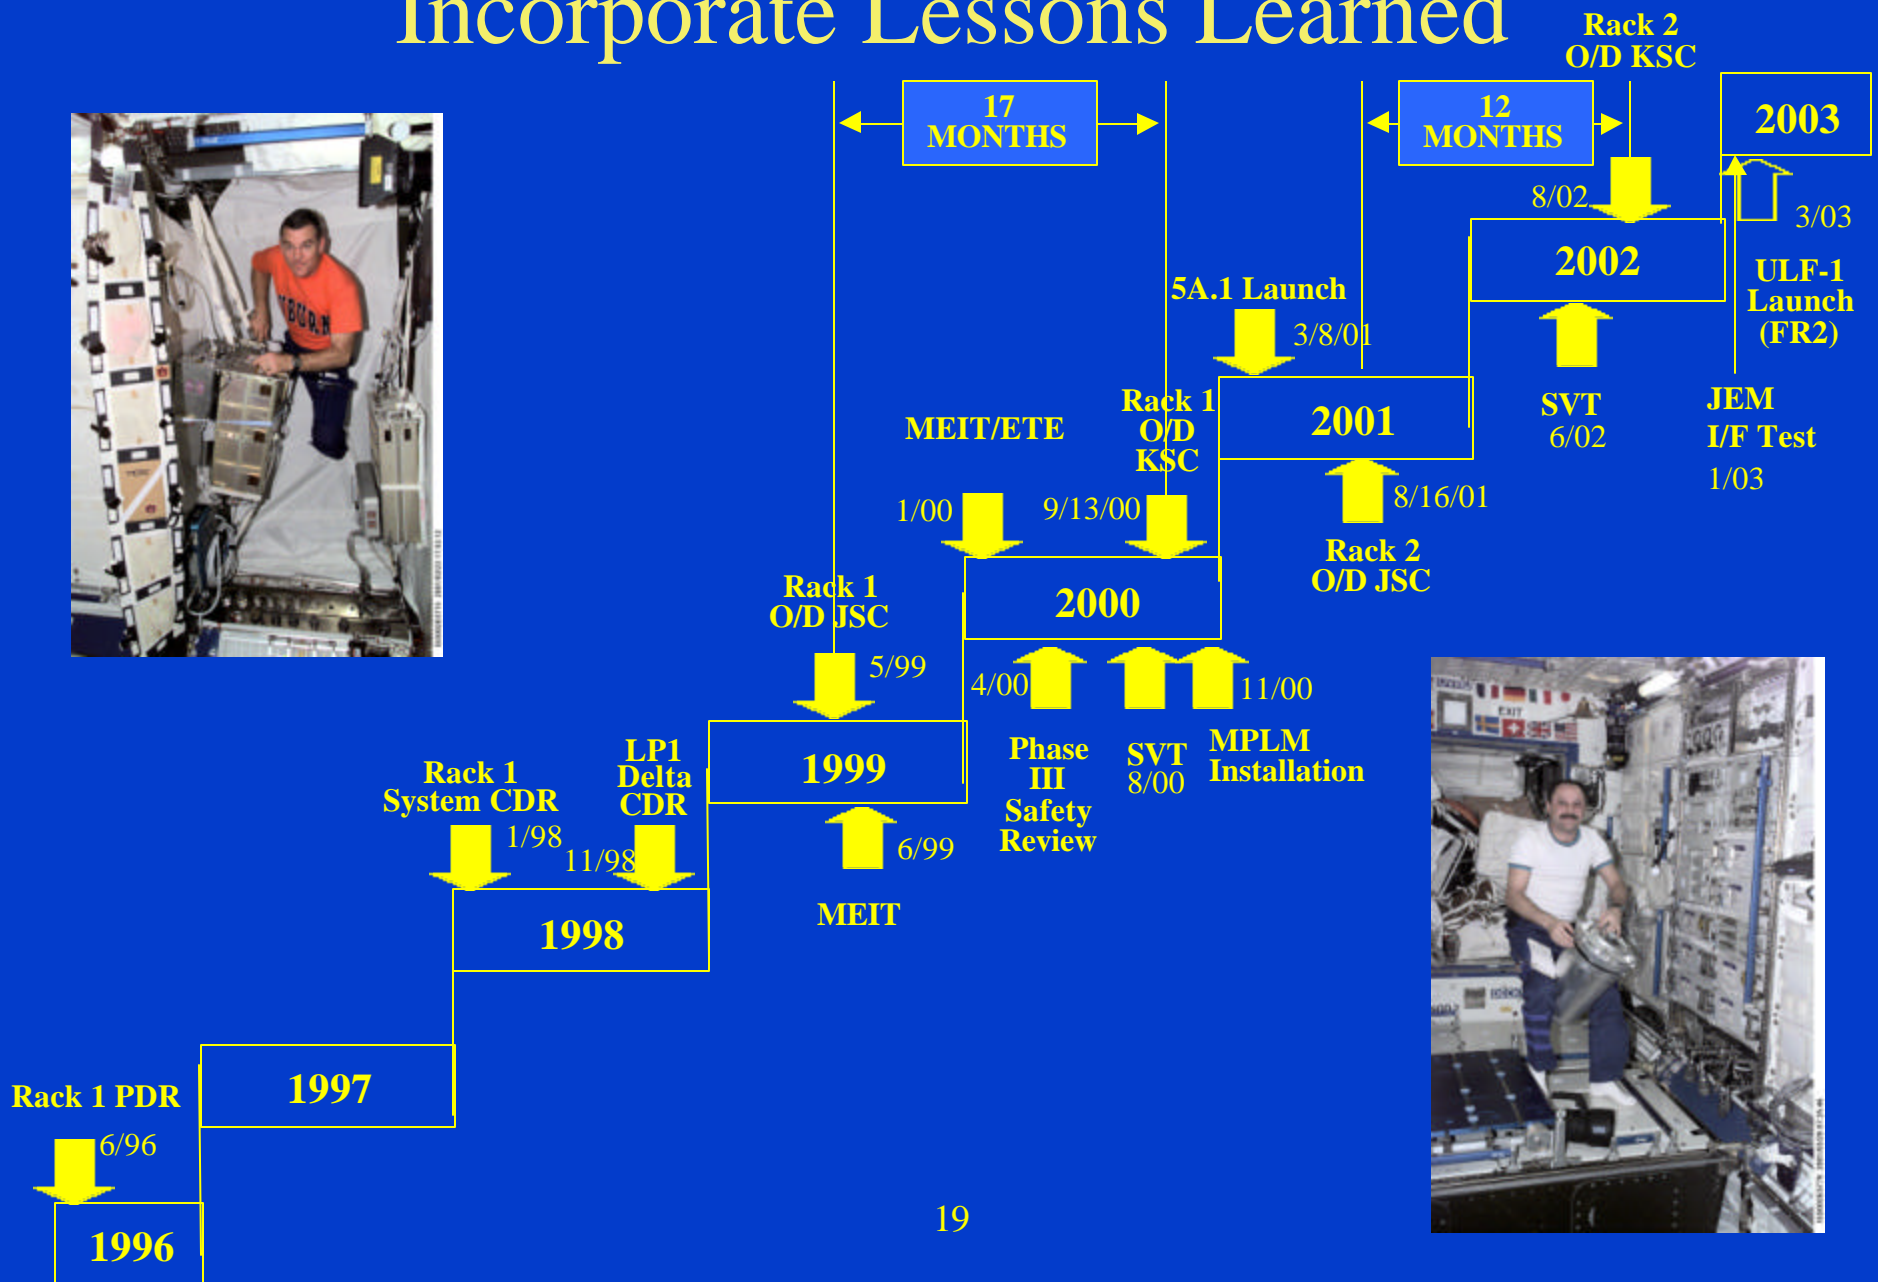 Incorporate Lessons Learned
Rack 2
O/D KSC
17
MONTHS
12
MONTHS
2003
8/02
3/03
2002
ULF-1
Launch
(FR2)
5A.1 Launch
3/8/01
SVT
6/02
JEM
I/F Test
1/03
MEIT/ETE
Rack 1
O/D
KSC
2001
1/00
9/13/00
8/16/01
Rack 2
O/D JSC
Rack 1
O/D JSC
2000
5/99
4/00
11/00
Phase
III
Safety
Review
SVT
8/00
MPLM
Installation
LP1
Delta
CDR
1999
Rack 1
System CDR
1/98
11/98
6/99
MEIT
1998
EXIT
1997
Rack 1 PDR
6/96
1996
19